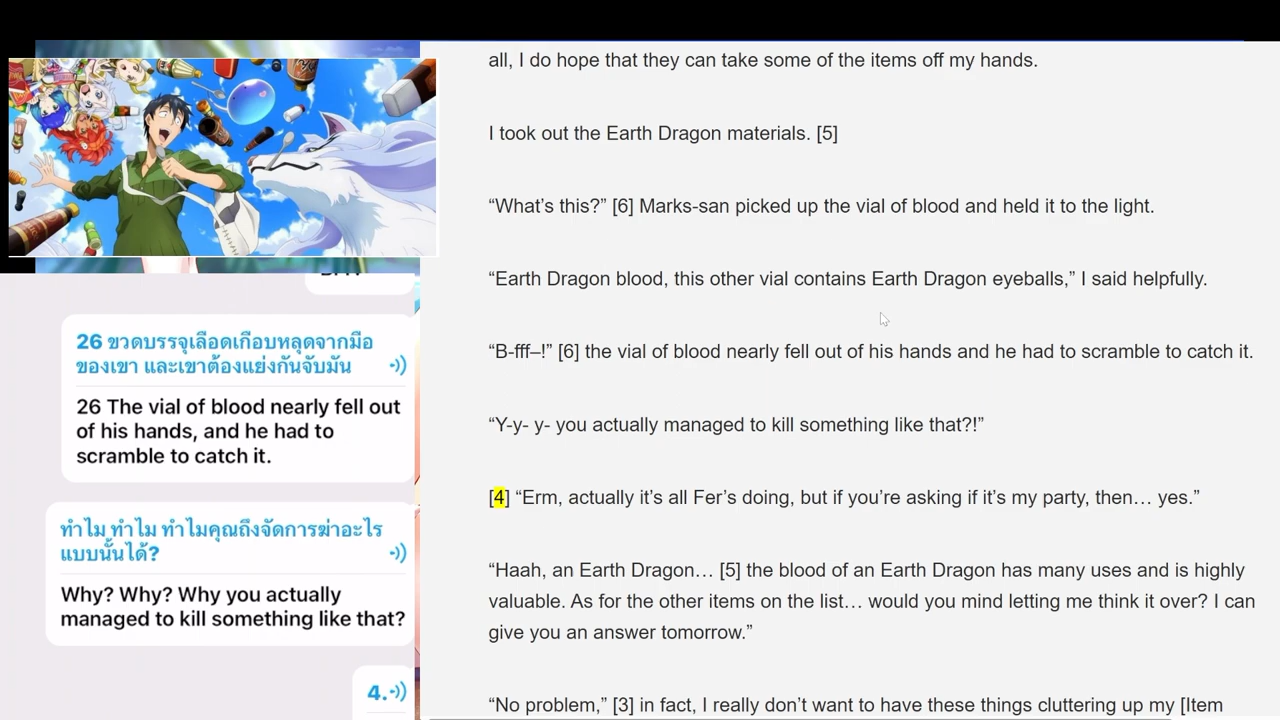 26 ขวดบรรจุเลือดเกือบหลุดจากมือ
ของเขา และเขาต้องแย่งกันจับมัน
26 The vial of blood nearly fell out
of his hands, and he had to
scramble to catch it.
ทำไม ทำไม ทำไมคุณถึงจัดการฆ่าอะไร
แบบนั้นได้?
Why? Why? Why you actually
managed to kill something like that?
4.
all, I do hope that they can take some of the items off my hands.
I took out the Earth Dragon materials. [5]
“What’s this?” [6] Marks-san picked up the vial of blood and held it to the light.
“Earth Dragon blood, this other vial contains Earth Dragon eyeballs,” I said helpfully.
“B-fff–!” [6] the vial of blood nearly fell out of his hands and he had to scramble to catch it.
“Y-y- y- you actually managed to kill something like that?!”
[4] “Erm, actually it’s all Fer’s doing, but if you’re asking if it’s my party, then… yes.”
“Haah, an Earth Dragon… [5] the blood of an Earth Dragon has many uses and is highly
valuable. As for the other items on the list… would you mind letting me think it over? I can
give you an answer tomorrow.”
“No problem,” [3] in fact, I really don’t want to have these things cluttering up my [Item